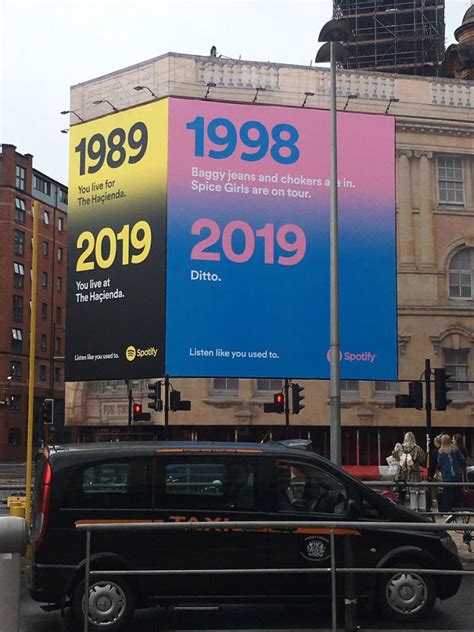 1989
You live for
The Haçienda.
2019
You live at
The Haçienda.
Listen like you used to.
Spotify
1998
Baggy jeans and chokers are in.
Spice Girls are on tour.
2019
Ditto.
Listen like you used to.
Spotify
TAXI